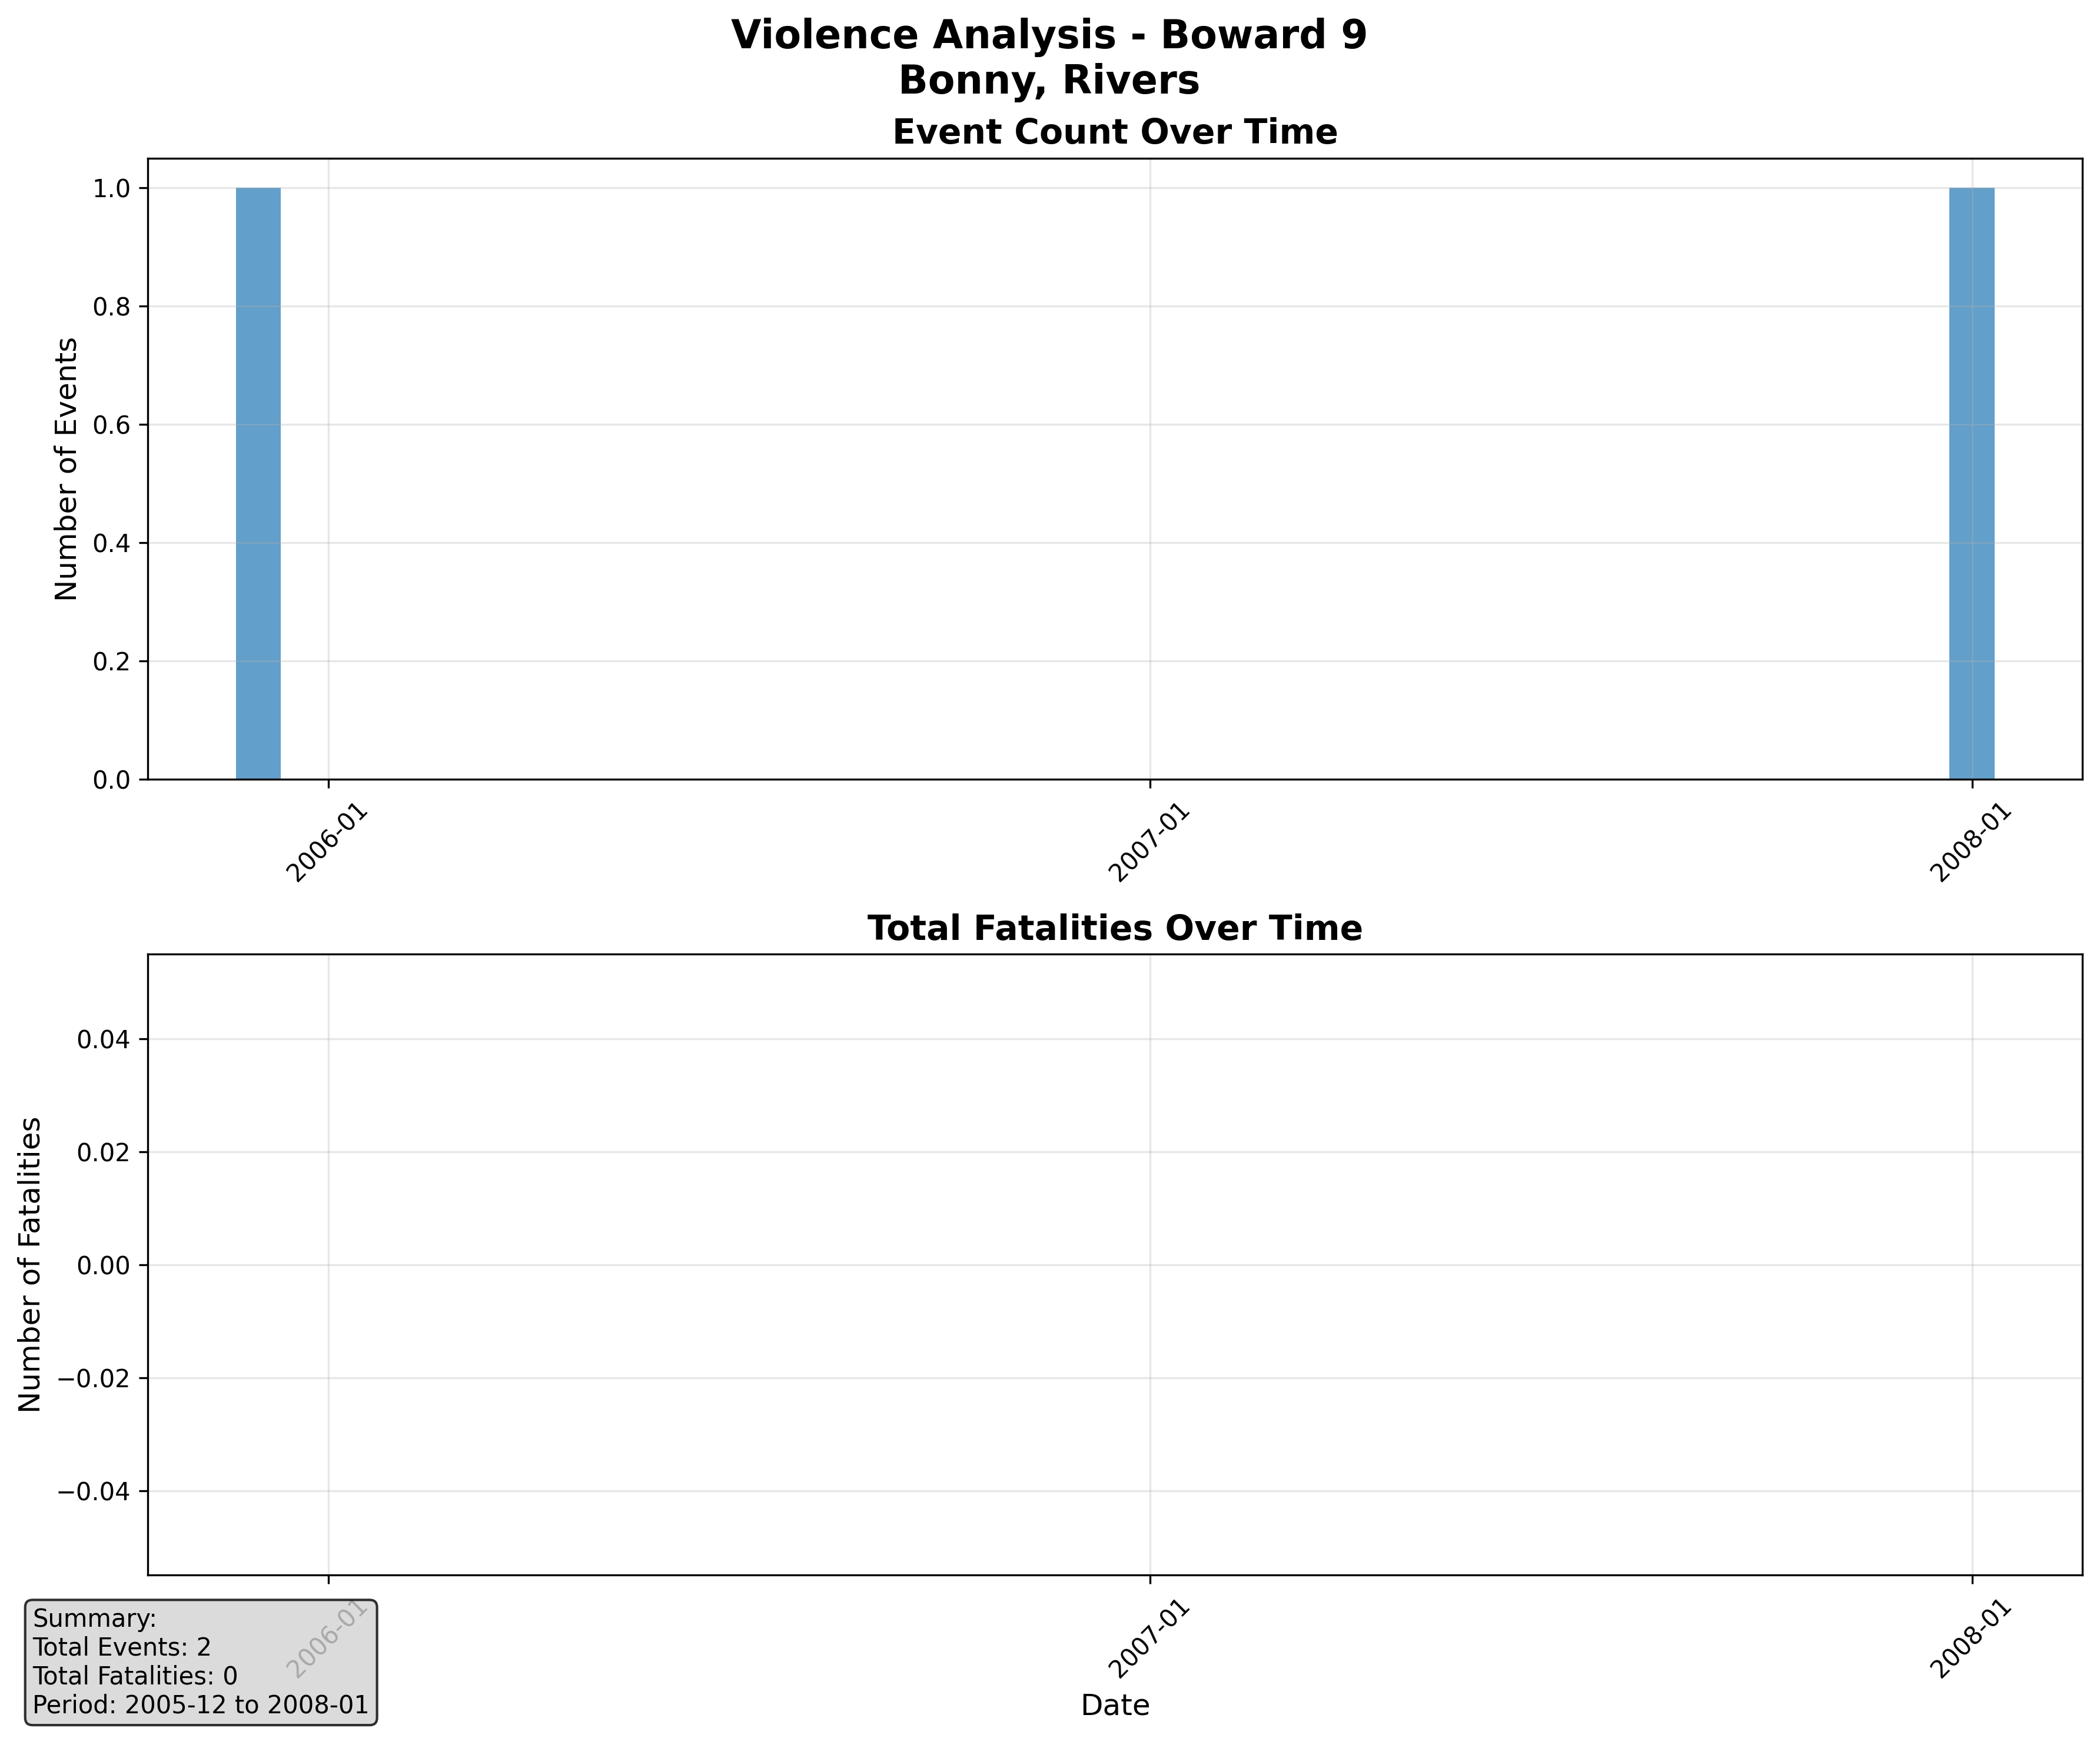 Violence Analysis - Boward 9
Bonny, Rivers
Event Count Over Time
Number of Events
1.0
0.8
0.6
0.4
0.2
0.0
2006-01
2007-01
2008-01
Total Fatalities Over Time
Number of Fatalities
0.04
0.02
0.00
−0.02
−0.04
2006-01
2007-01
2008-01
Date
Summary:
Total Events: 2
Total Fatalities: 0
Period: 2005-12 to 2008-01